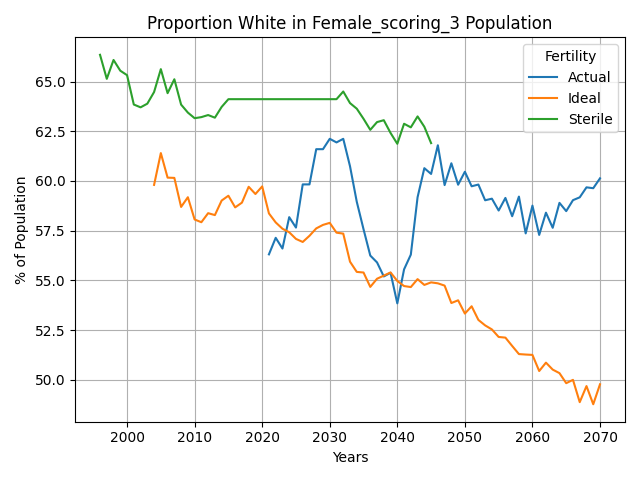 Proportion White in Female_scoring_3 Population
Fertility
Actual
Ideal
Sterile
% of Population
65.0
62.5
60.0
57.5
55.0
52.5
50.0
2000
2010
2020
2030
2040
2050
2060
2070
Years